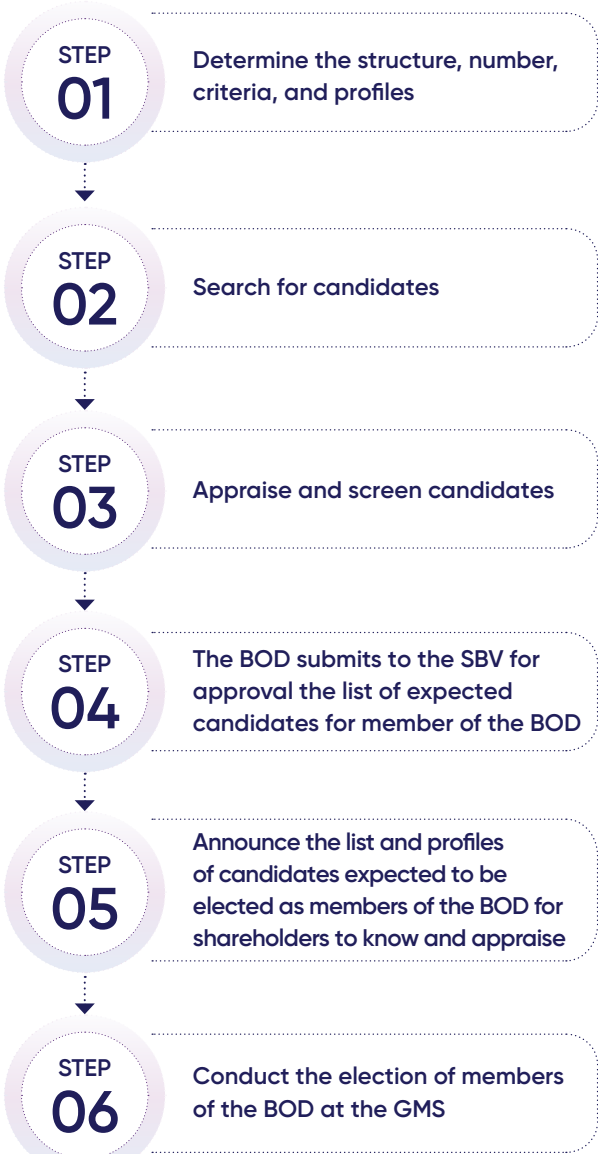 STEP
01
Determine the structure, number,
criteria, and profiles
STEP
02
Search for candidates
STEP
03
Appraise and screen candidates
STEP
04
The BOD submits to the SBV for
approval the list of expected
candidates for member of the BOD
STEP
05
Announce the list and profiles
of candidates expected to be
elected as members of the BOD for
shareholders to know and appraise
STEP
06
Conduct the election of members
of the BOD at the GMS